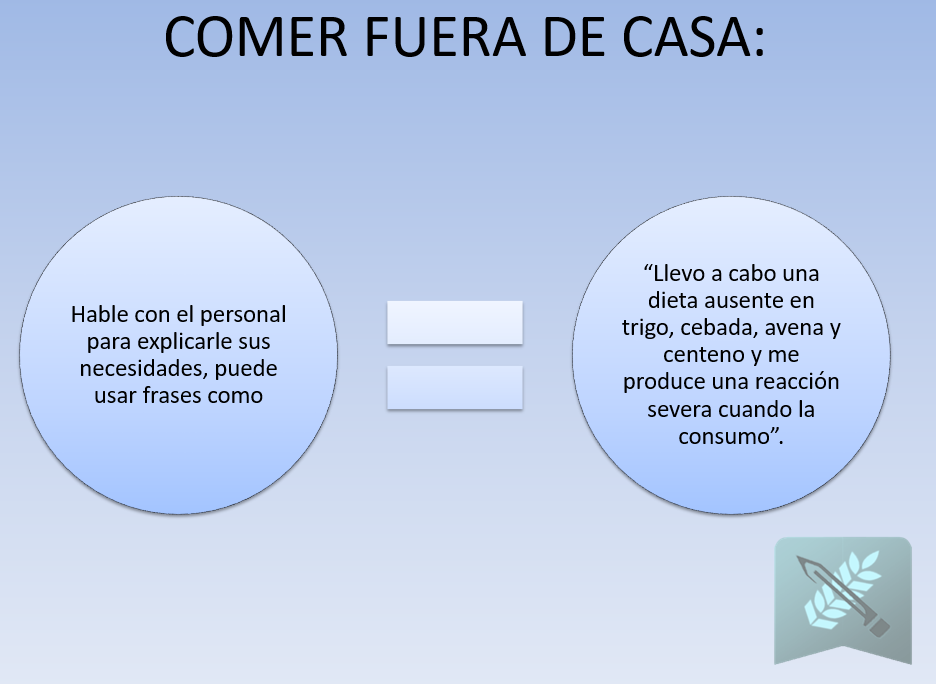 COMER FUERA DE CASA:
Hable con el personal
para explicarle sus
necesidades, puede
usar frases como
“Llevo a cabo una
dieta ausente en
trigo, cebada, avena y
centeno y me
produce una reacción
severa cuando la
consumo”.